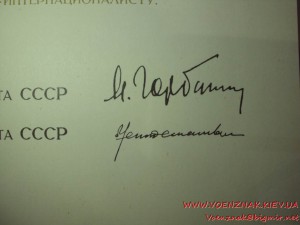 -ИНТЕРНАЦИОНАЛИСТУ.
ТА СССР
М. Горбачев
ТА СССР
WWW.VOENZNAK.KIEV.UA
Voenznak@bigmir.net